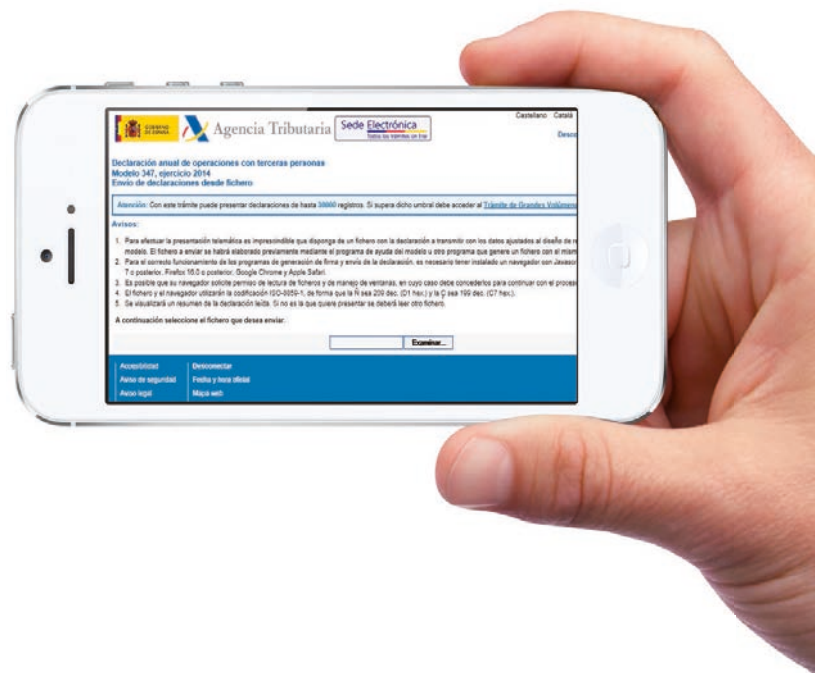 Castellano Català
GOBIERNO
DE ESPAÑA
Agencia Tributaria
Sede Electrónica
Todos los trámites on line
Desco
Declaración anual de operaciones con terceras personas
Modelo 347, ejercicio 2014
Envío de declaraciones desde fichero
Atención: Con este trámite puede presentar declaraciones de hasta registros. Si supera dicho umbral debe acceder al Trámite de Grandes Volúmene
Avisos:
1. Para efectuar la presentación telemática es imprescindible que disponga de un fichero con la declaración a transmitir con los datos ajustados al diseño de re
modelo. El fichero a enviar se habrá elaborado previamente mediante el programa de ayuda del modelo u otro programa que genere un fichero con el mism
2. Para el correcto funcionamiento de los programas de generación de firma y envío de la declaración, es necesario tener instalado un navegador con Javasc
7 o posterior, Firefox 16.0 o posterior, Google Chrome y Apple Safari.
3. Es posible que su navegador solicite permiso de lectura de ficheros y de manejo de ventanas, en cuyo caso debe concederlos para continuar con el proces
4. El fichero y el navegador utilizarán la codificación ISO-8859-1, de forma que la Ñ sea 209 dec. (D1 hex.) y la Ç sea 199 dec. (C7 hex.).
5. Se visualizará un resumen de la declaración leída. Si no es la que quiere presentar se deberá leer otro fichero.
A continuación seleccione el fichero que desea enviar.
Examinar...
Accesibilidad Desconectar
Aviso de seguridad Fecha y hora oficial
Aviso legal Mapa web